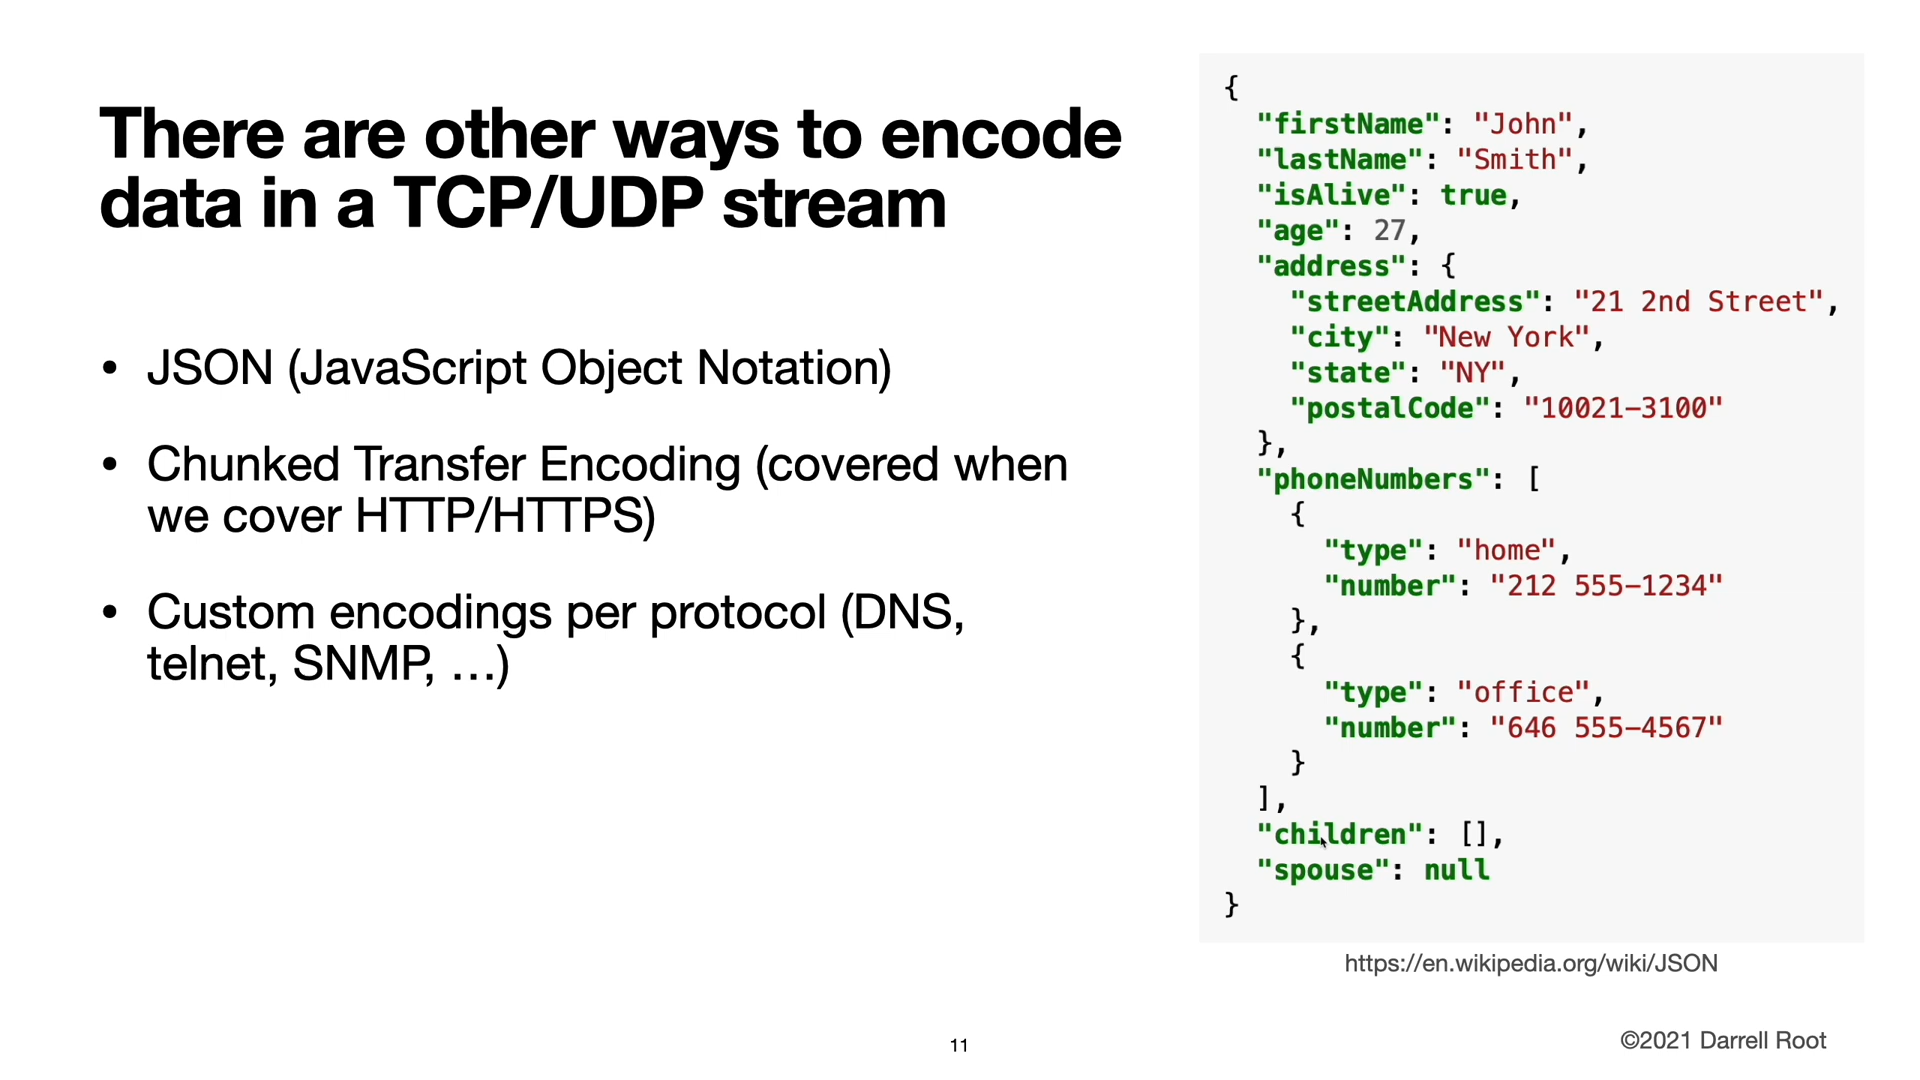 There are other ways to encode
data in a TCP/UDP stream
• JSON (JavaScript Object Notation)
• Chunked Transfer Encoding (covered when
we cover HTTP/HTTPS)
• Custom encodings per protocol (DNS,
telnet, SNMP, …)
{
  "firstName": "John",
  "lastName": "Smith",
  "isAlive": true,
  "age": 27,
  "address": {
    "streetAddress": "21 2nd Street",
    "city": "New York",
    "state": "NY",
    "postalCode": "10021-3100"
  },
  "phoneNumbers": [
    {
      "type": "home",
      "number": "212 555-1234"
    },
    {
      "type": "office",
      "number": "646 555-4567"
    }
  ],
  "children": [],
  "spouse": null
}
https://en.wikipedia.org/wiki/JSON
11
©2021 Darrell Root